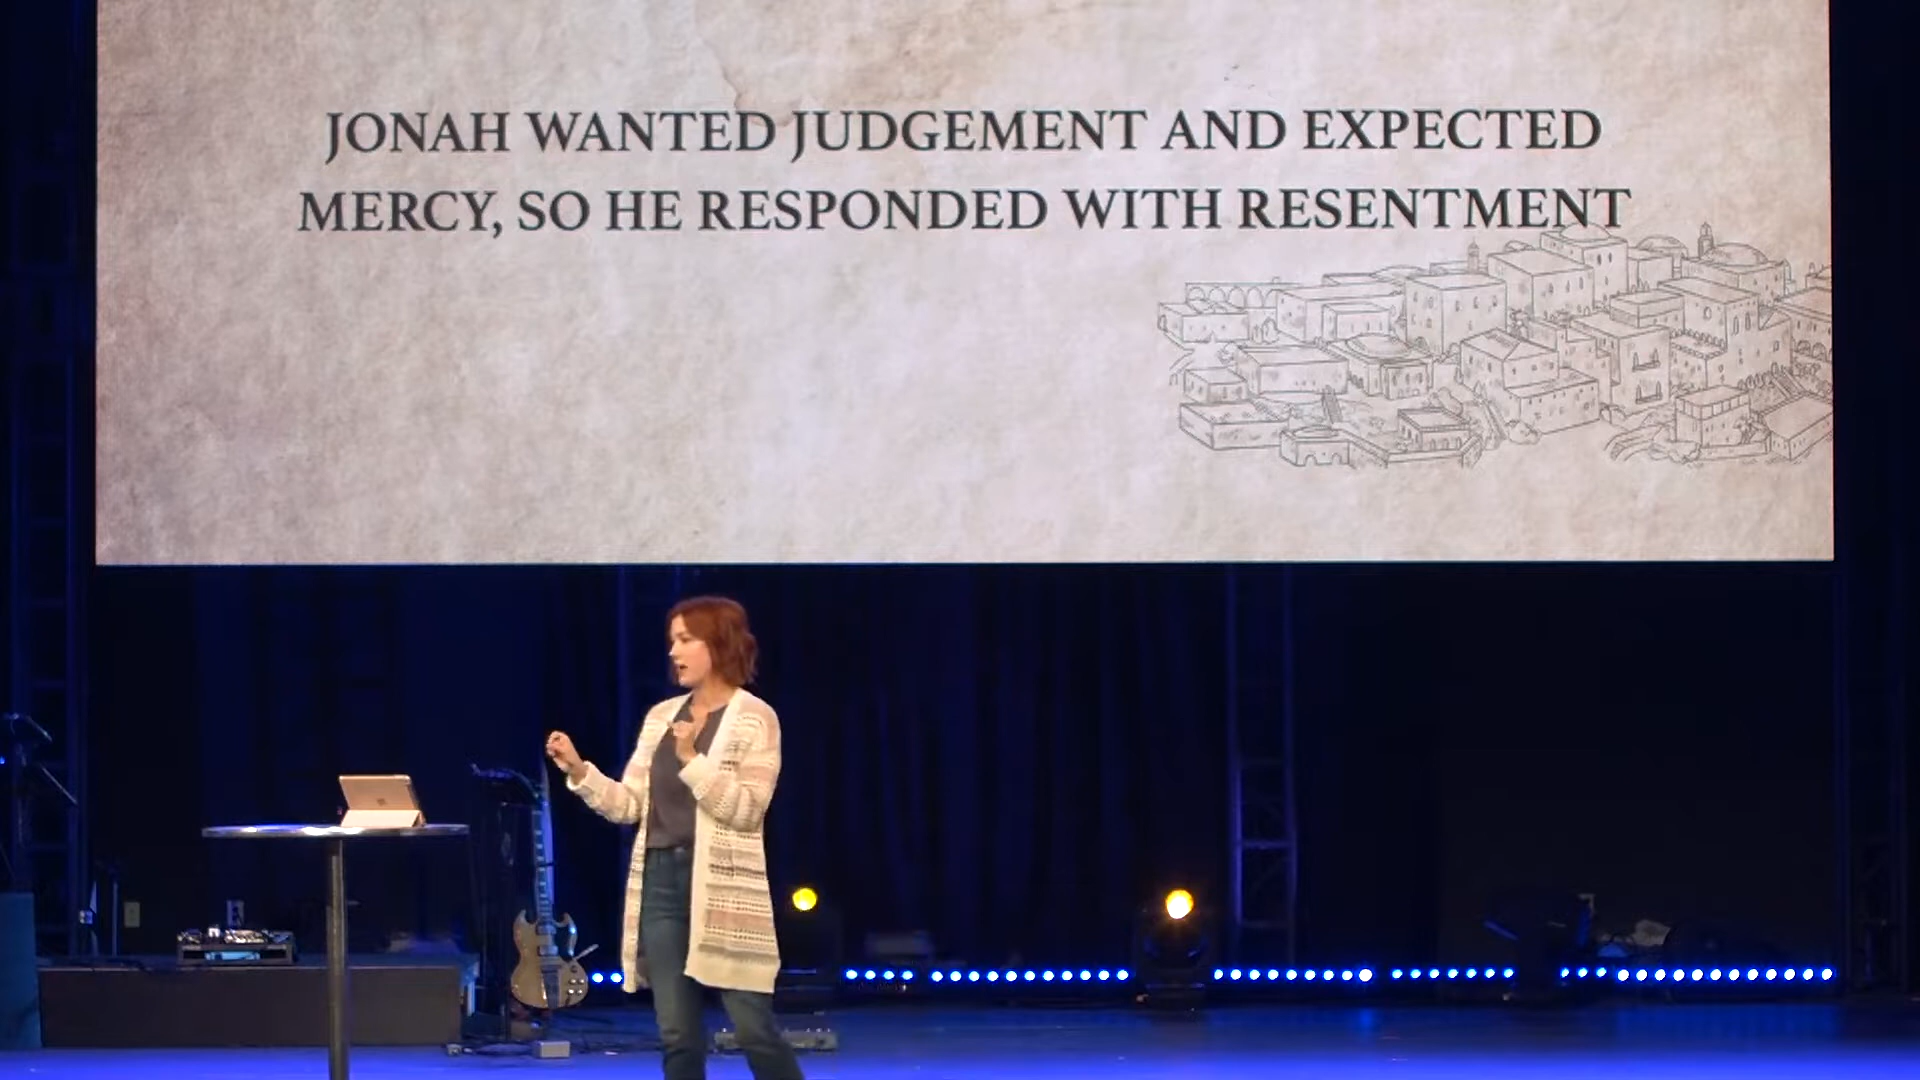 JONAH WANTED JUDGEMENT AND EXPECTED
MERCY, SO HE RESPONDED WITH RESENTMENT